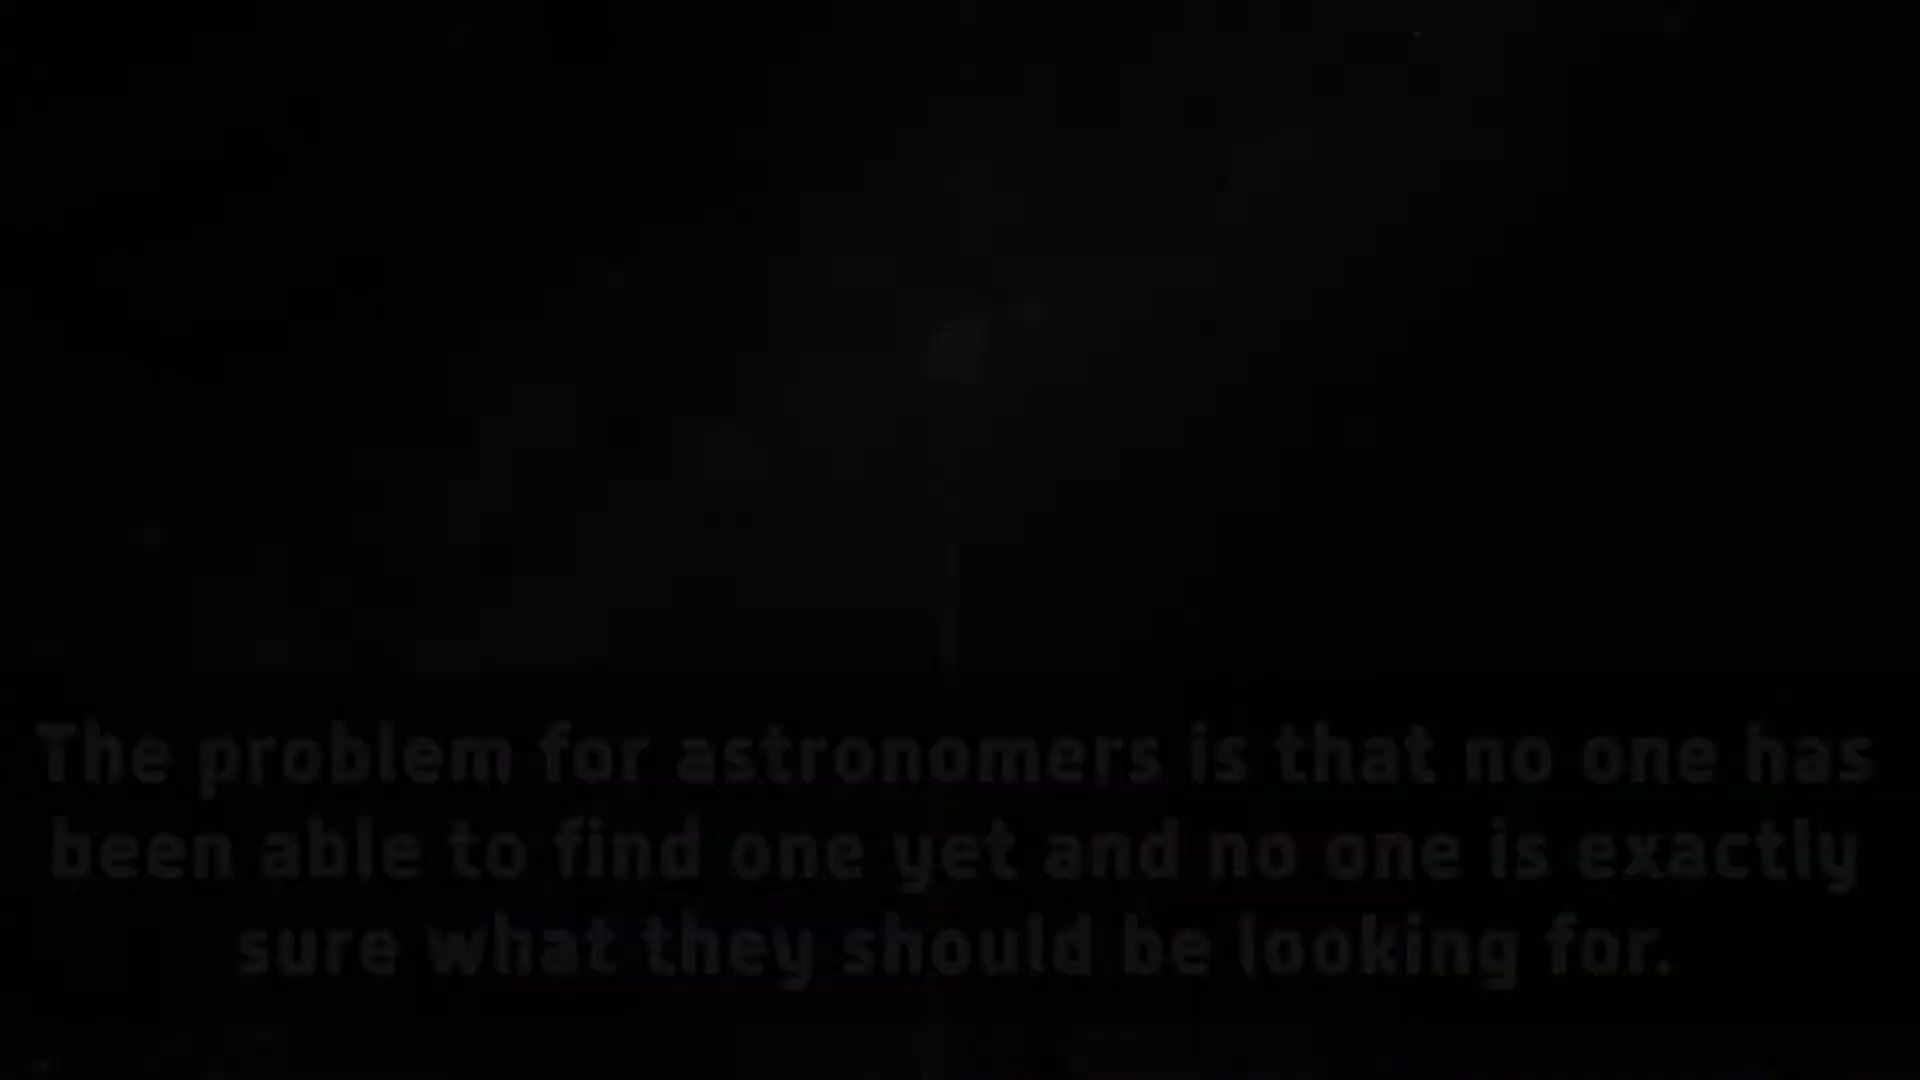 The problem for astronomers is that no one has
been able to find one yet and no one is exactly
sure what they should be looking for.